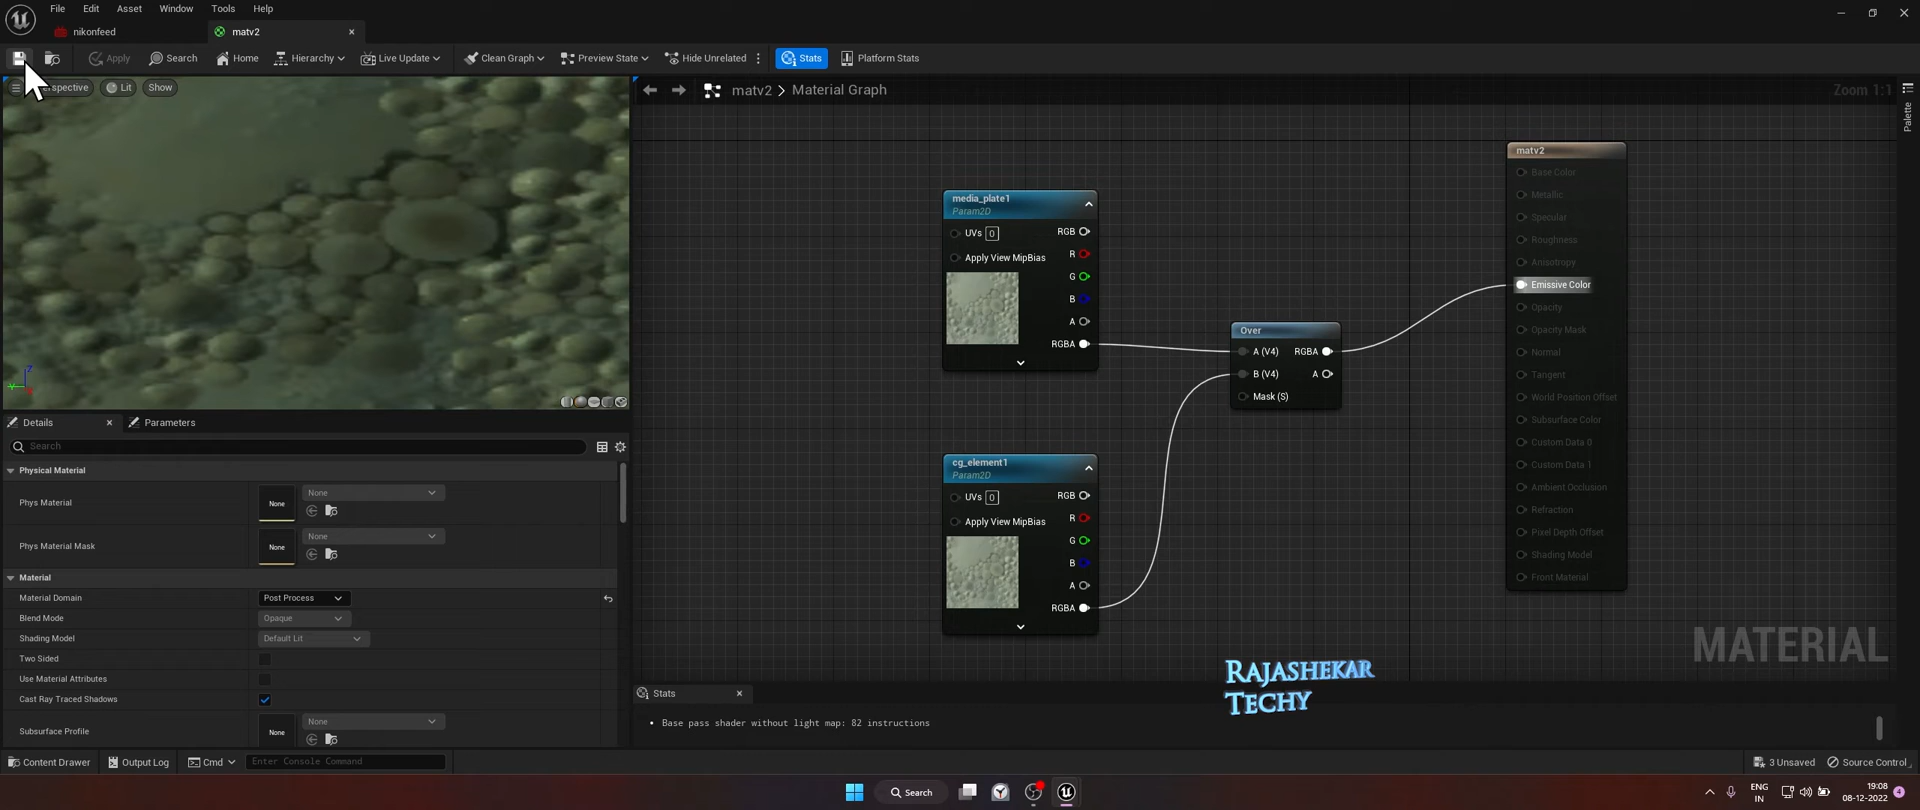 File Edit Asset Window Tools Help
nikonfeed matv2
Apply Search Home Hierarchy Live Update Clean Graph Preview State Hide Unrelated Stats Platform Stats
erspective Lit Show
matv2 > Material Graph
Zoom 1:1
Palette
matv2
Base Color
Metallic
Specular
Roughness
Anisotropy
Emissive Color
Opacity
Opacity Mask
Normal
Tangent
World Position Offset
Subsurface Color
Custom Data 0
Custom Data 1
Ambient Occlusion
Refraction
Pixel Depth Offset
Shading Model
Front Material
media_plate1
Param2D
UVs 0 RGB
R
Apply View MipBias
G
B
A
RGBA
Over
A (V4) RGBA
B (V4) A
Mask (S)
cg_element1
Param2D
UVs 0 RGB
R
Apply View MipBias
G
B
A
RGBA
MATERIAL
Details Parameters
Search
Physical Material
Phys Material None None
Phys Material Mask None None
Material
Material Domain Post Process
Blend Mode Opaque
Shading Model Default Lit
Two Sided
Use Material Attributes
Cast Ray Traced Shadows
Subsurface Profile None None
Stats
Base pass shader without light map: 82 instructions
Rajashekar
Techy
Content Drawer Output Log Cmd Enter Console Command 3 Unsaved Source Control
Search
ENG
IN
19:08
08-12-2022
4